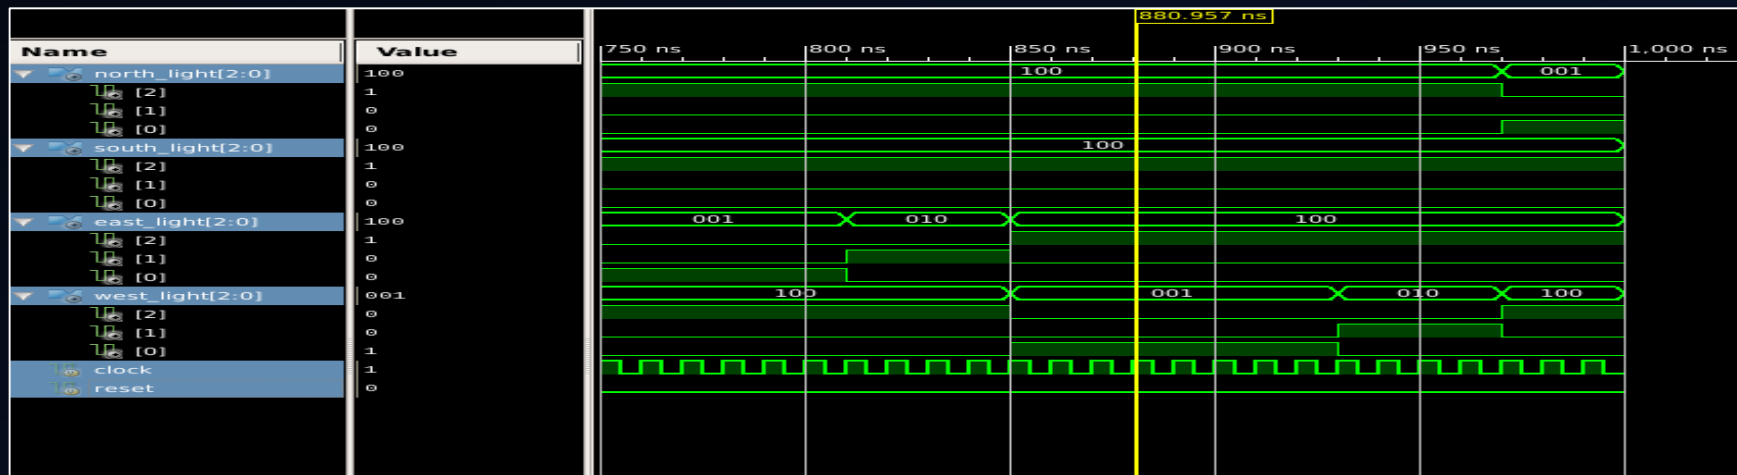 880.957 ns
Name Value 750 ns 800 ns 850 ns 900 ns 950 ns 1,000 ns
north_light[2:0] 100 100 001
[2] 1
[1] 0
[0] 0
south_light[2:0] 100 100
[2] 1
[1] 0
[0] 0
east_light[2:0] 100 001 010 100
[2] 1
[1] 0
[0] 0
west_light[2:0] 001 100 001 010 100
[2] 0
[1] 0
[0] 1
clock 1
reset 0